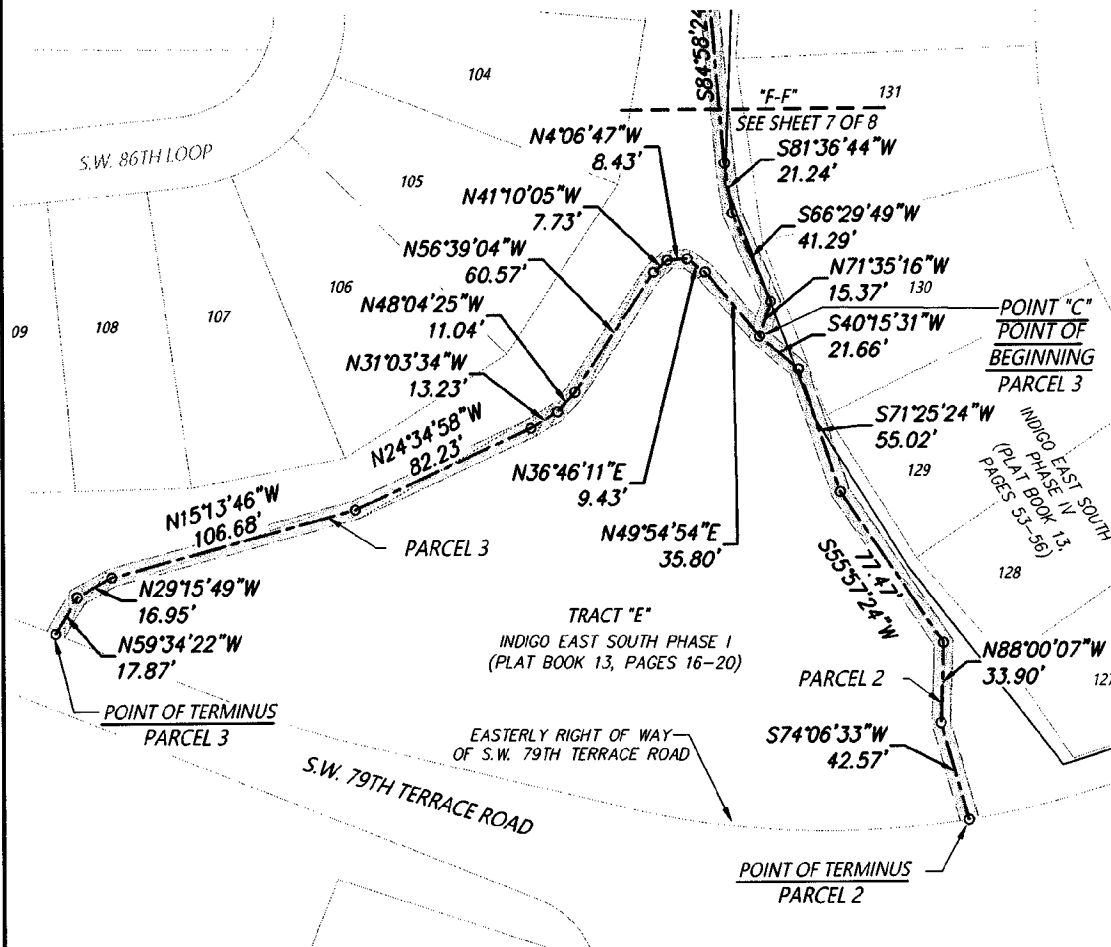 S84°58'24
104
"F-F"
131
SEE SHEET 7 OF 8
N4°06'47"W
8.43'
S81°36'44"W
21.24'
S.W. 86TH LOOP
105
N41°10'05"W
7.73'
S66°29'49"W
41.29'
N56°39'04"W
60.57'
N71°35'16"W
15.37'
130
106
N48°04'25"W
11.04'
POINT "C"
POINT OF
BEGINNING
PARCEL 3
S40°15'31"W
21.66'
09
108
107
N31°03'34"W
13.23'
N24°34'58"W
82.23'
S71°25'24"W
55.02'
129
INDIGO EAST SOUTH
PHASE IV
(PLAT BOOK 13,
PAGES 53-56)
N36°46'11"E
9.43'
N15°13'46"W
106.68'
N49°54'54"E
35.80'
PARCEL 3
77.47'
S55°57'24"W
128
N29°15'49"W
16.95'
TRACT "E"
INDIGO EAST SOUTH PHASE I
(PLAT BOOK 13, PAGES 16-20)
N59°34'22"W
17.87'
N88°00'07"W
33.90'
127
PARCEL 2
POINT OF TERMINUS
PARCEL 3
EASTERLY RIGHT OF WAY
OF S.W. 79TH TERRACE ROAD
S74°06'33"W
42.57'
S.W. 79TH TERRACE ROAD
POINT OF TERMINUS
PARCEL 2